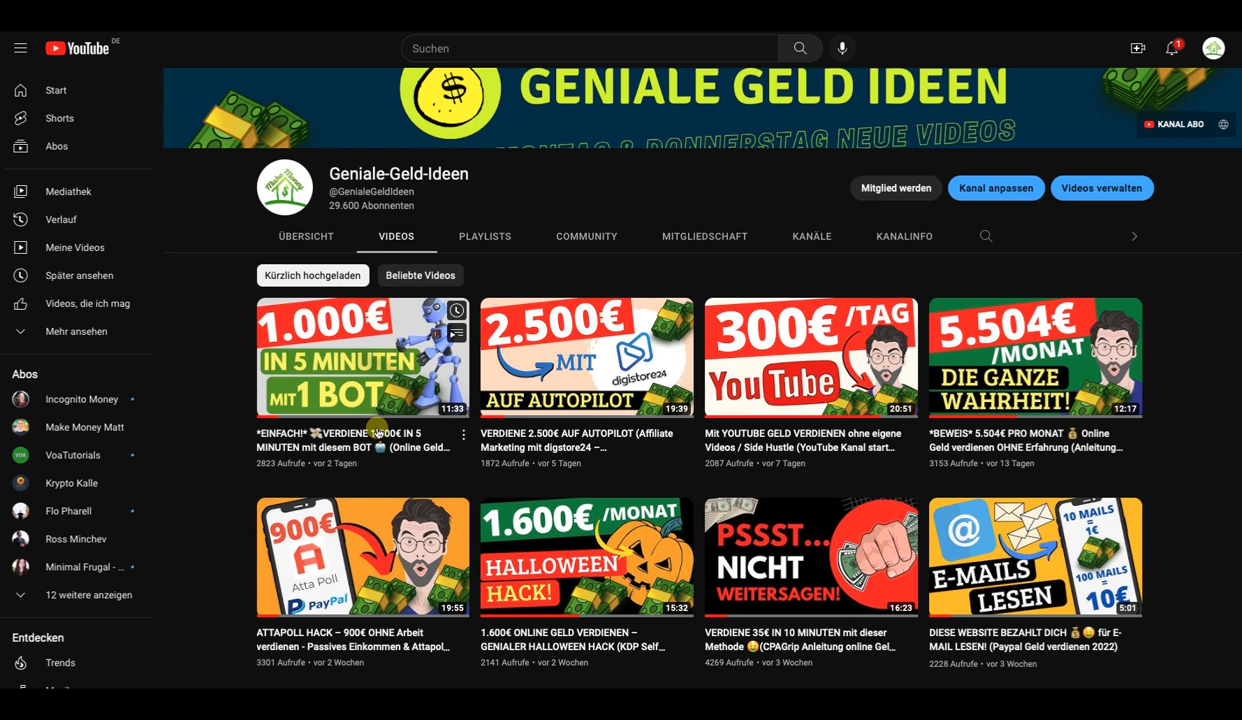 YouTube DE
Suchen
1
Start
Shorts
Abos
Mediathek
Verlauf
Meine Videos
Später ansehen
Videos, die ich mag
Mehr ansehen
Abos
Incognito Money
Make Money Matt
VOA VoaTutorials
Krypto Kalle
Flo Pharell
Ross Minchev
Minimal Frugal - ...
12 weitere anzeigen
Entdecken
Trends
GENIALE GELD IDEEN
MONTAG & DONNERSTAG NEUE VIDEOS
KANAL ABO
Make Money
Geniale-Geld-Ideen
@GenialeGeldIdeen
29.600 Abonnenten
Mitglied werden
Kanal anpassen
Videos verwalten
ÜBERSICHT
VIDEOS
PLAYLISTS
COMMUNITY
MITGLIEDSCHAFT
KANÄLE
KANALINFO
Kürzlich hochgeladen
Beliebte Videos
1.000€
IN 5 MINUTEN
MIT 1 BOT
11:33
*EINFACH!* 💸VERDIENE 1.000€ IN 5
MINUTEN mit diesem BOT 🤖 (Online Geld...
2823 Aufrufe • vor 2 Tagen
2.500€
MIT
digistore24
AUF AUTOPILOT
19:39
VERDIENE 2.500€ AUF AUTOPILOT (Affiliate
Marketing mit digstore24 – ...
1872 Aufrufe • vor 5 Tagen
300€ /TAG
YouTube
20:51
Mit YOUTUBE GELD VERDIENEN ohne eigene
Videos / Side Hustle (YouTube Kanal start...
2087 Aufrufe • vor 7 Tagen
5.504€
/MONAT
DIE GANZE
WAHRHEIT!
12:17
*BEWEIS* 5.504€ PRO MONAT 💰 Online
Geld verdienen OHNE Erfahrung (Anleitung...
3153 Aufrufe • vor 13 Tagen
900€
Atta Poll
PayPal
19:55
ATTAPOLL HACK – 900€ OHNE Arbeit
verdienen - Passives Einkommen & Attapol...
3301 Aufrufe • vor 2 Wochen
1.600€ /MONAT
HALLOWEEN
HACK!
15:32
1.600€ ONLINE GELD VERDIENEN –
GENIALER HALLOWEEN HACK (KDP Self...
2141 Aufrufe • vor 2 Wochen
PSSST...
NICHT
WEITERSAGEN!
16:23
VERDIENE 35€ IN 10 MINUTEN mit dieser
Methode 🤑(CPAGrip Anleitung online Gel...
4269 Aufrufe • vor 3 Wochen
@
E-MAILS
LESEN
10 MAILS
= 1€
100 MAILS
= 10€
5:01
DIESE WEBSITE BEZAHLT DICH 💰🤑 für E-
MAIL LESEN! (Paypal Geld verdienen 2022)
2228 Aufrufe • vor 3 Wochen